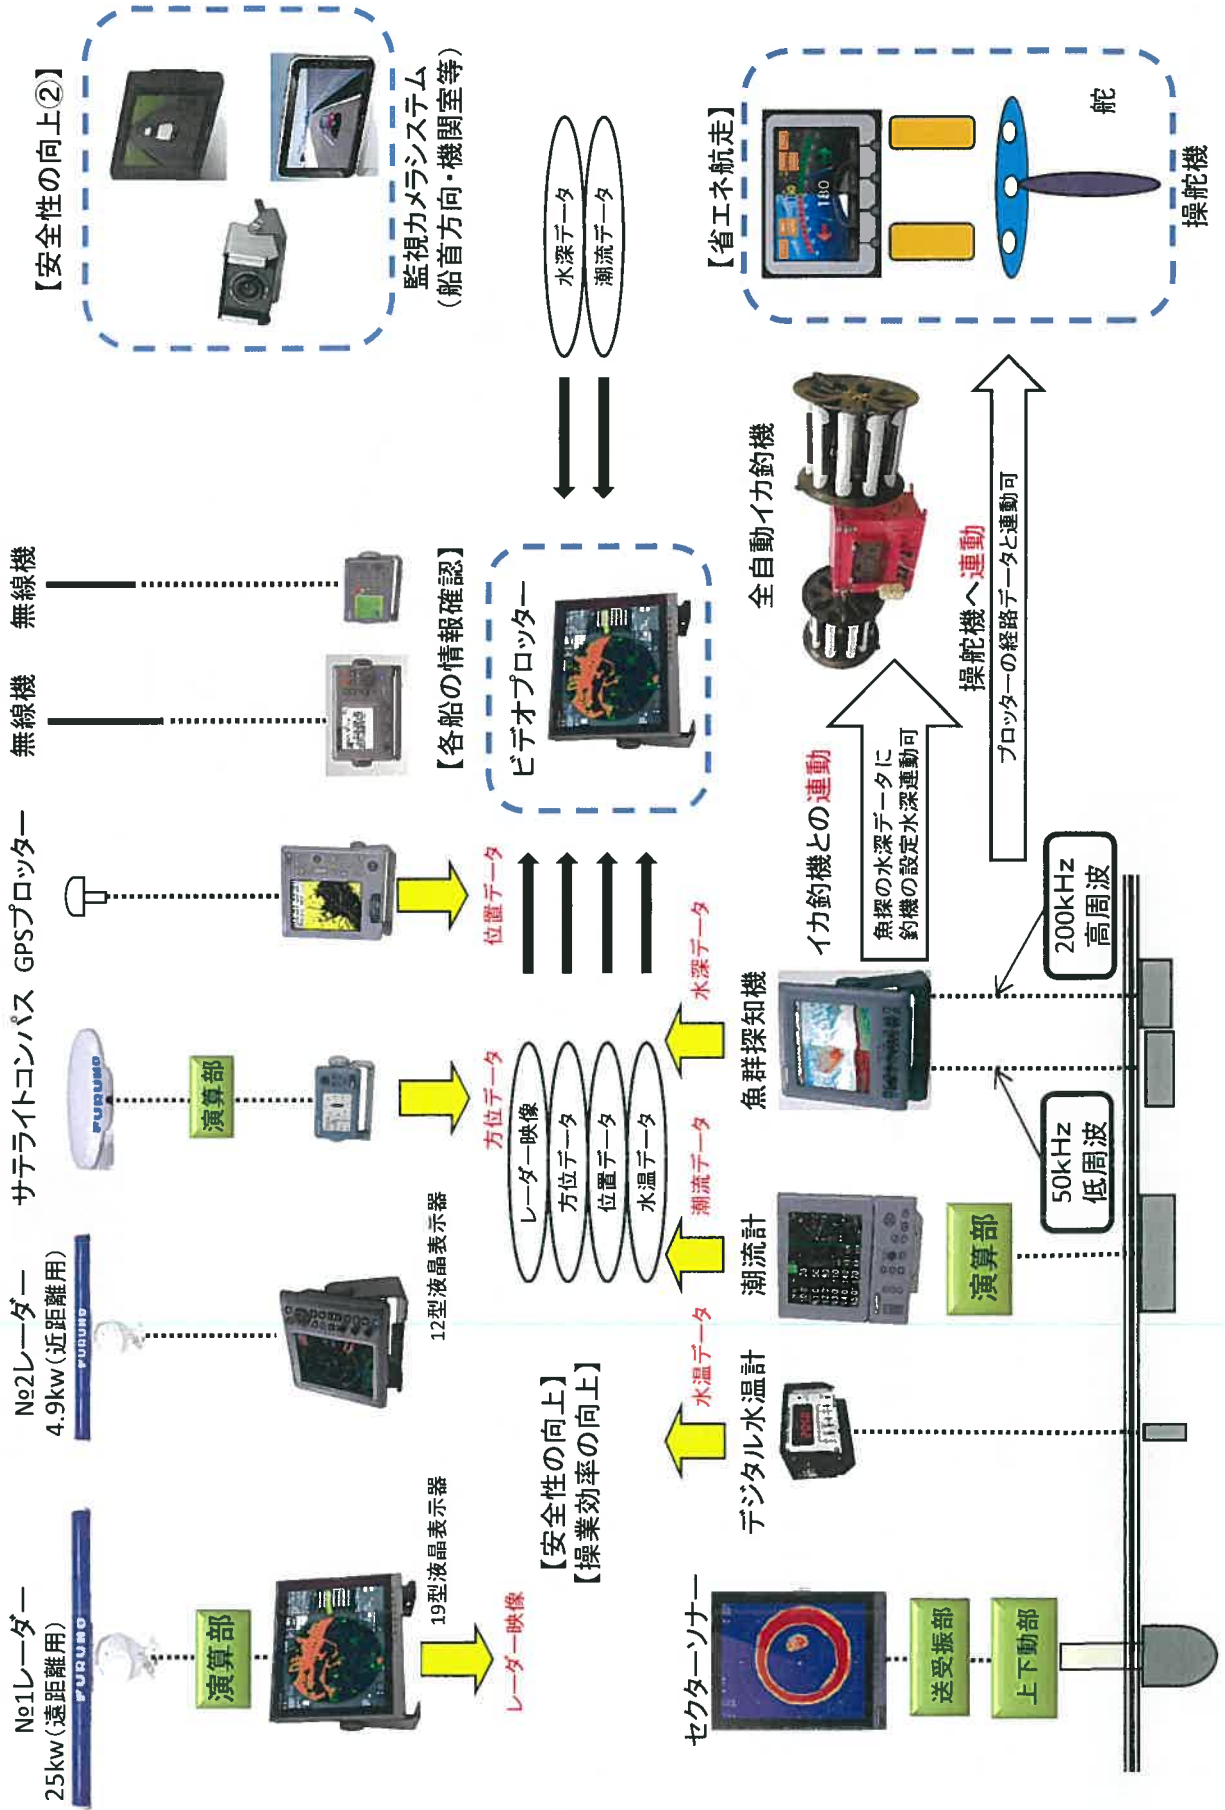 №1レーダー
25kw(遠距離用)
FURUNO
演算部
19型液晶表示器
レーダー映像
№2レーダー
4.9kw(近距離用)
FURUNO
12型液晶表示器
サテライトコンパス
FURUNO
演算部
方位データ
GPSプロッター
位置データ
無線機
無線機
【安全性の向上②】
監視カメラシステム
(船首方向・機関室等)
【安全性の向上】
【操業効率の向上】
レーダー映像
方位データ
位置データ
水温データ
【各船の情報確認】
ビデオプロッター
水深データ
潮流データ
水温データ
潮流データ
水深データ
セクターソナー
送受振部
上下動部
デジタル水温計
潮流計
演算部
魚群探知機
50kHz
低周波
200kHz
高周波
イカ釣機との連動
魚探の水深データに
釣機の設定水深連動可
全自動イカ釣機
操舵機へ連動
プロッターの経路データと連動可
【省エネ航走】
180
舵
操舵機